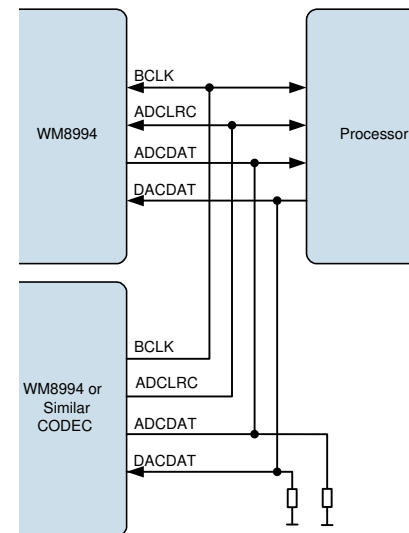 BCLK
ADCLRC
WM8994
Processor
ADCDAT
DACDAT
BCLK
ADCLRC
WM8994 or
Similar
CODEC
ADCDAT
DACDAT